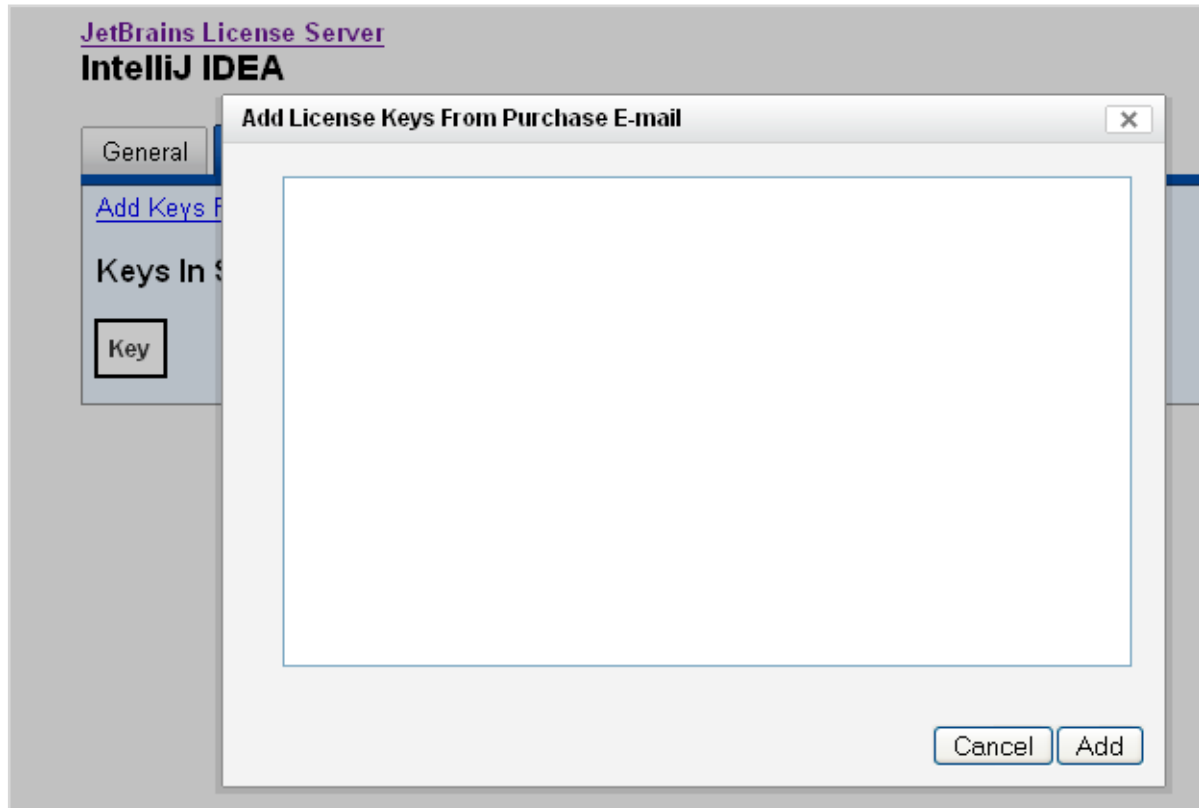 JetBrains License Server
IntelliJ IDEA
Add License Keys From Purchase E-mail
General
Add Keys
Keys In
Key
Cancel Add